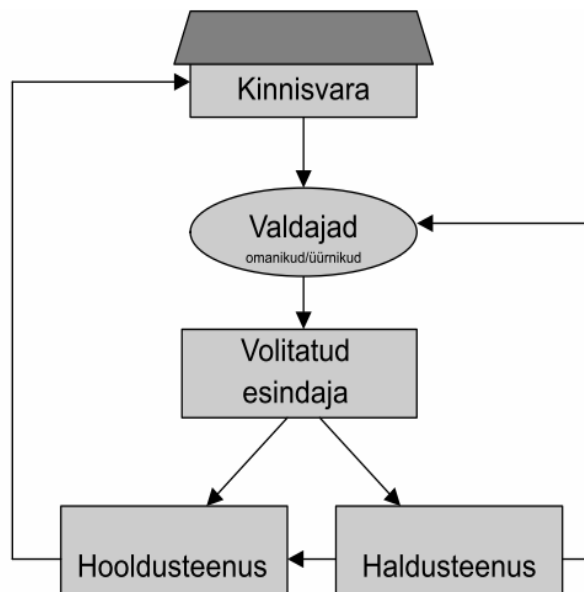 Kinnisvara
Valdajad
omanikud/üürnikud
Volitatud
esindaja
Hooldusteenus
Haldusteenus